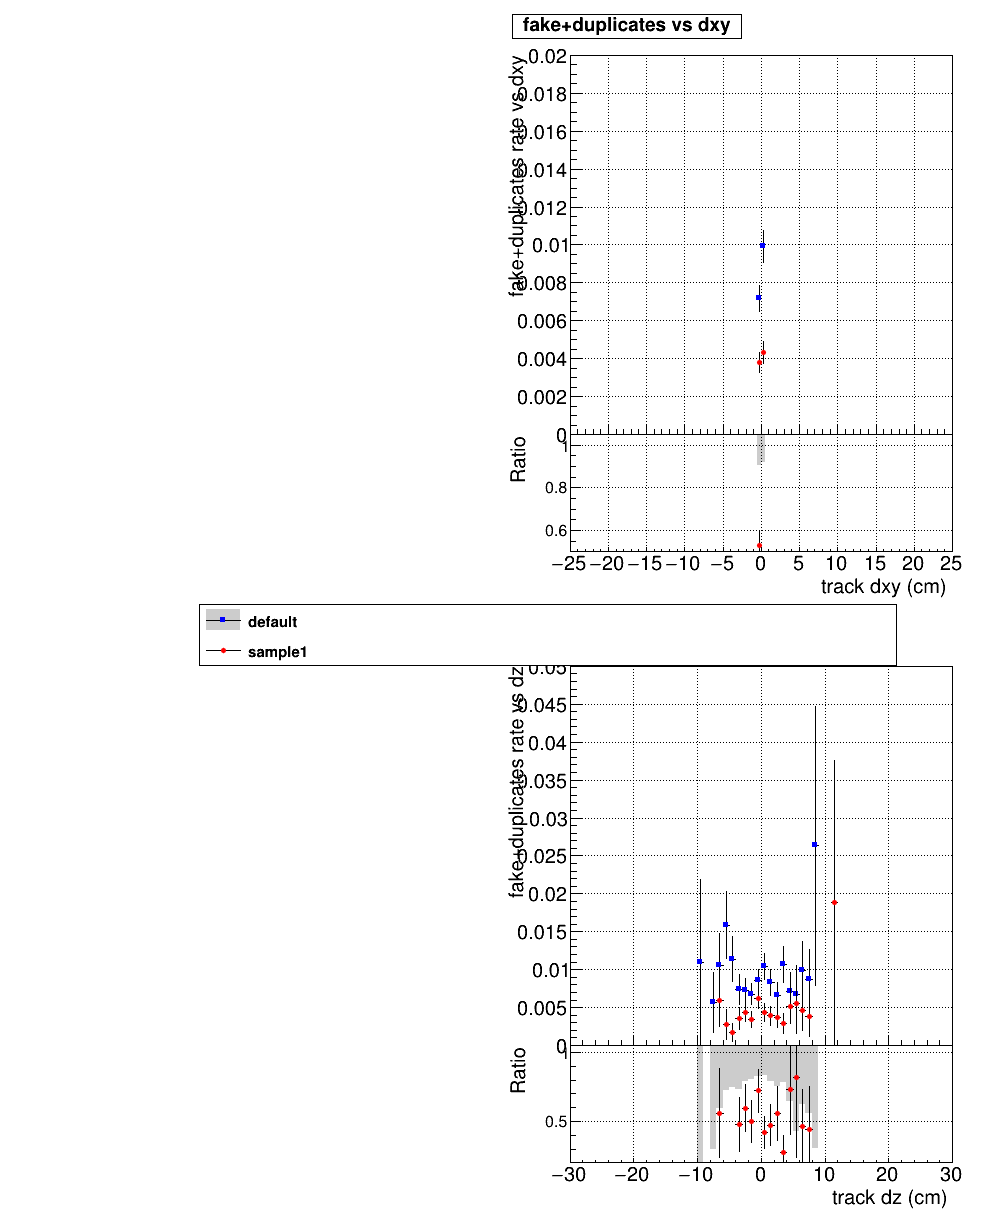 fake+duplicates vs dxy
fake+duplicates rate vs dxy
0.02
0.018
0.016
0.014
0.012
0.01
0.008
0.006
0.004
0.002
0
Ratio
1
0.8
0.6
−25 −20 −15 −10 −5 0 5 10 15 20 25
track dxy (cm)
default
sample1
fake+duplicates rate vs dz
0.05
0.045
0.04
0.035
0.03
0.025
0.02
0.015
0.01
0.005
0
Ratio
1
0.5
−30 −20 −10 0 10 20 30
track dz (cm)